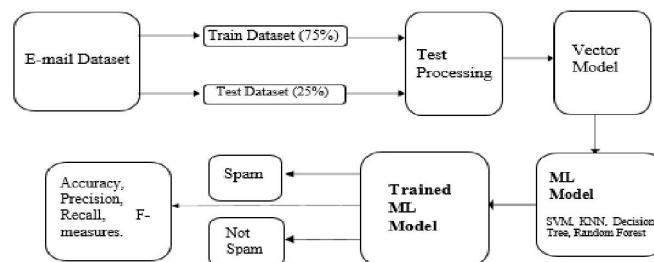 E-mail Dataset
Train Dataset (75%)
Test Dataset (25%)
Test
Processing
Vector
Model
ML
Model
SVM, KNN, Decision
Tree, Random Forest
Trained
ML
Model
Spam
Not
Spam
Accuracy,
Precision,
Recall, F-
measures.